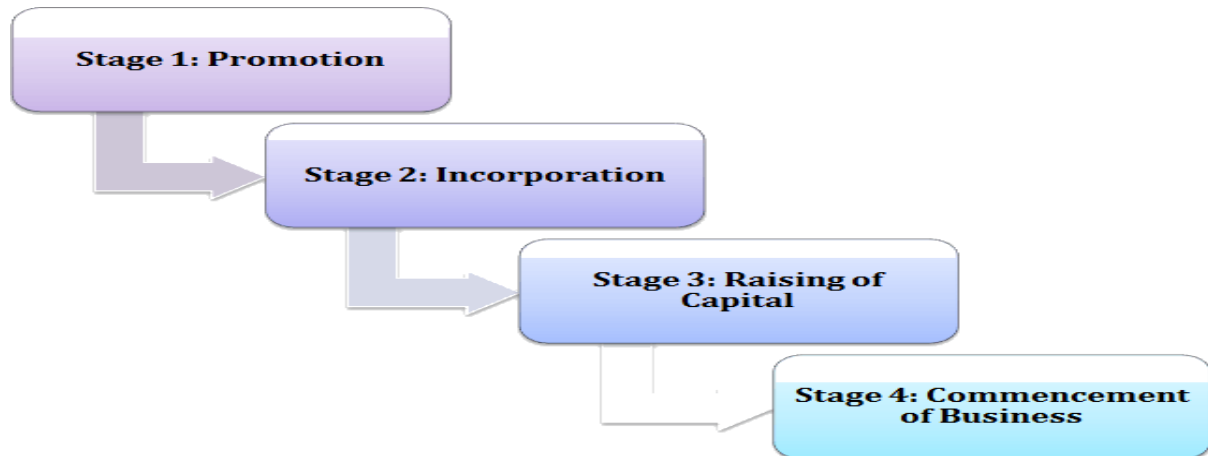 Stage 1: Promotion
Stage 2: Incorporation
Stage 3: Raising of
Capital
Stage 4: Commencement
of Business